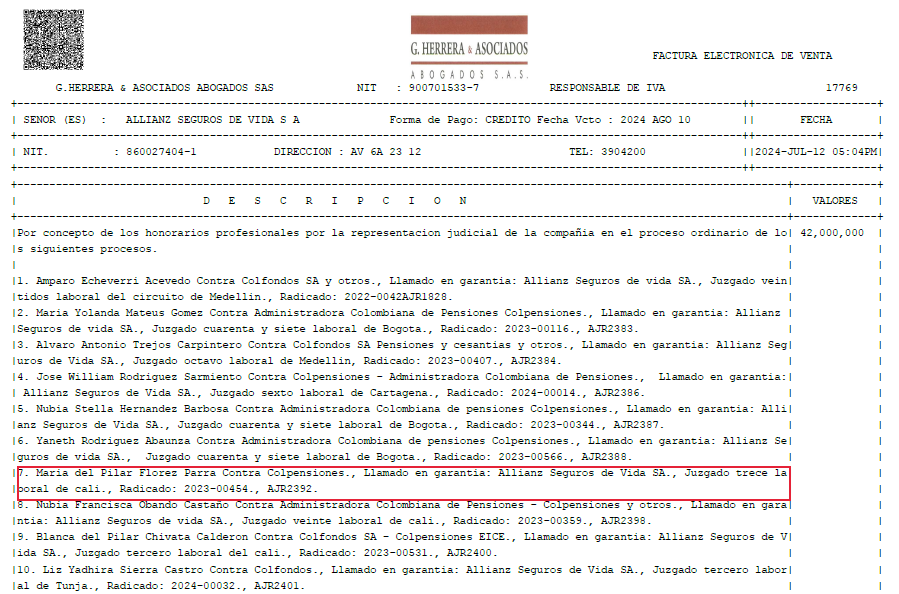 G. HERRERA & ASOCIADOS
ABOGADOS S.A.S.
FACTURA ELECTRONICA DE VENTA
G.HERRERA & ASOCIADOS ABOGADOS SAS NIT : 900701533-7 RESPONSABLE DE IVA 17769
SENOR (ES) : ALLIANZ SEGUROS DE VIDA S A Forma de Pago: CREDITO Fecha Vcto : 2024 AGO 10 FECHA
NIT. : 860027404-1 DIRECCION : AV 6A 23 12 TEL: 3904200 2024-JUL-12 05:04PM
D E S C R I P C I O N VALORES
Por concepto de los honorarios profesionales por la representacion judicial de la compañia en el proceso ordinario de lo 42,000,000
s siguientes procesos.
1. Amparo Echeverri Acevedo Contra Colfondos SA y otros., Llamado en garantia: Allianz Seguros de vida SA., Juzgado vein
tidos laboral del circuito de Medellin., Radicado: 2022-0042AJR1828.
2. Maria Yolanda Mateus Gomez Contra Administradora Colombiana de Pensiones Colpensiones., Llamado en garantia: Allianz
Seguros de vida SA., Juzgado cuarenta y siete laboral de Bogota., Radicado: 2023-00116., AJR2383.
3. Alvaro Antonio Trejos Carpintero Contra Colfondos SA Pensiones y cesantias y otros., Llamado en garantia: Allianz Seg
uros de Vida SA., Juzgado octavo laboral de Medellin, Radicado: 2023-00407., AJR2384.
4. Jose William Rodriguez Sarmiento Contra Colpensiones - Administradora Colombiana de Pensiones., Llamado en garantia:
Allianz Seguros de Vida SA., Juzgado sexto laboral de Cartagena., Radicado: 2024-00014., AJR2386.
5. Nubia Stella Hernandez Barbosa Contra Administradora Colombiana de pensiones Colpensiones., Llamado en garantia: Alli
anz Seguros de Vida SA., Juzgado cuarenta y siete laboral de Bogota., Radicado: 2023-00344., AJR2387.
6. Yaneth Rodriguez Abaunza Contra Administradora Colombiana de pensiones Colpensiones., Llamado en garantia: Allianz Se
guros de vida SA., Juzgado cuarenta y siete laboral de Bogota., Radicado: 2023-00566., AJR2388.
7. Maria del Pilar Florez Parra Contra Colpensiones., Llamado en garantia: Allianz Seguros de Vida SA., Juzgado trece la
boral de cali., Radicado: 2023-00454., AJR2392.
8. Nubia Francisca Obando Castaño Contra Administradora Colombiana de Pensiones - Colpensiones y otros., Llamado en gara
ntia: Allianz Seguros de vida SA., Juzgado veinte laboral de cali., Radicado: 2023-00359., AJR2398.
9. Blanca del Pilar Chivata Calderon Contra Colfondos SA - Colpensiones EICE., Llamado en garantia: Allianz Seguros de V
ida SA., Juzgado tercero laboral del cali., Radicado: 2023-00531., AJR2400.
10. Liz Yadhira Sierra Castro Contra Colfondos., Llamado en garantia: Allianz Seguros de Vida SA., Juzgado tercero labor
al de Tunja., Radicado: 2024-00032., AJR2401.